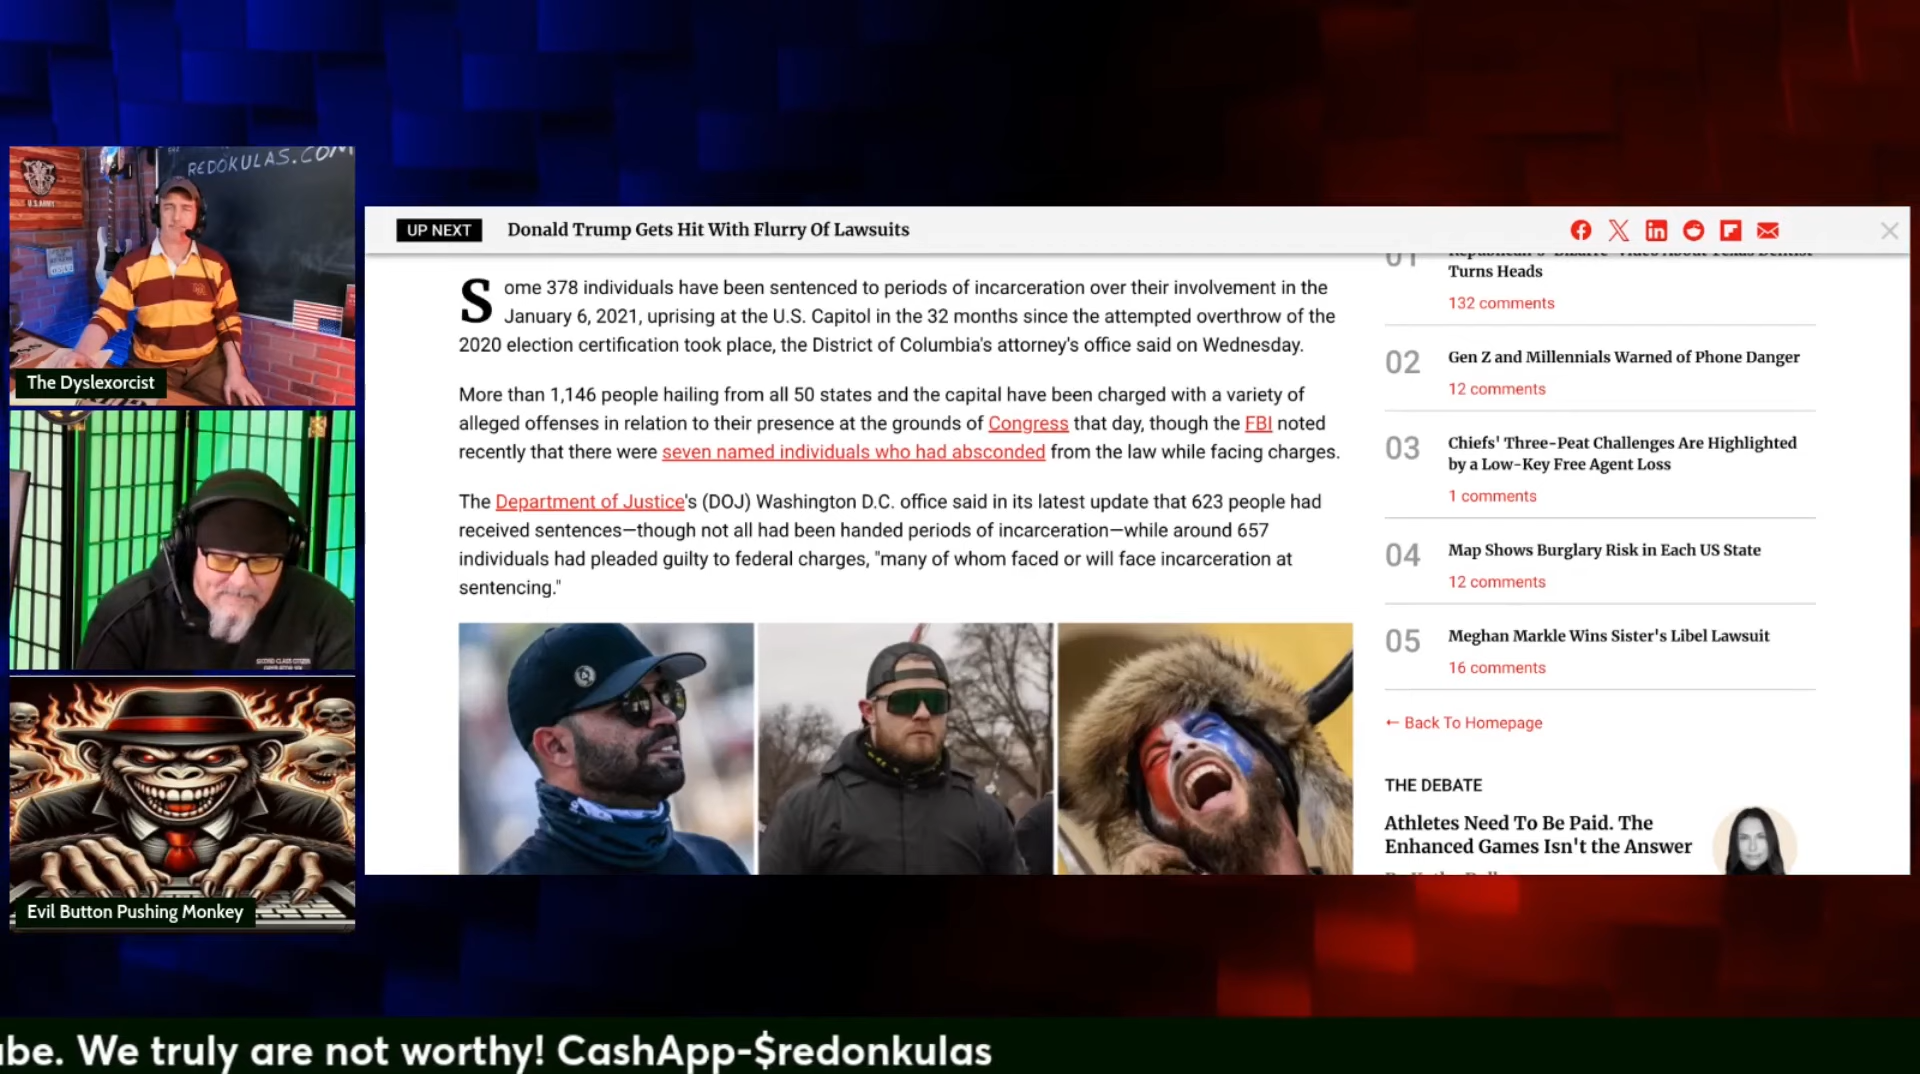 REDOKULAS.COM
U.S. ARMY
The Dyslexorcist
Evil Button Pushing Monkey
UP NEXT
Donald Trump Gets Hit With Flurry Of Lawsuits
Some 378 individuals have been sentenced to periods of incarceration over their involvement in the
January 6, 2021, uprising at the U.S. Capitol in the 32 months since the attempted overthrow of the
2020 election certification took place, the District of Columbia's attorney's office said on Wednesday.
More than 1,146 people hailing from all 50 states and the capital have been charged with a variety of
alleged offenses in relation to their presence at the grounds of Congress that day, though the FBI noted
recently that there were seven named individuals who had absconded from the law while facing charges.
The Department of Justice's (DOJ) Washington D.C. office said in its latest update that 623 people had
received sentences—though not all had been handed periods of incarceration—while around 657
individuals had pleaded guilty to federal charges, "many of whom faced or will face incarceration at
sentencing."
01
Republican's 'Bizarre' Video About Texas Dentist
Turns Heads
132 comments
02
Gen Z and Millennials Warned of Phone Danger
12 comments
03
Chiefs' Three-Peat Challenges Are Highlighted
by a Low-Key Free Agent Loss
1 comments
04
Map Shows Burglary Risk in Each US State
12 comments
05
Meghan Markle Wins Sister's Libel Lawsuit
16 comments
← Back To Homepage
THE DEBATE
Athletes Need To Be Paid. The
Enhanced Games Isn't the Answer
We truly are not worthy! CashApp-$redonkulas